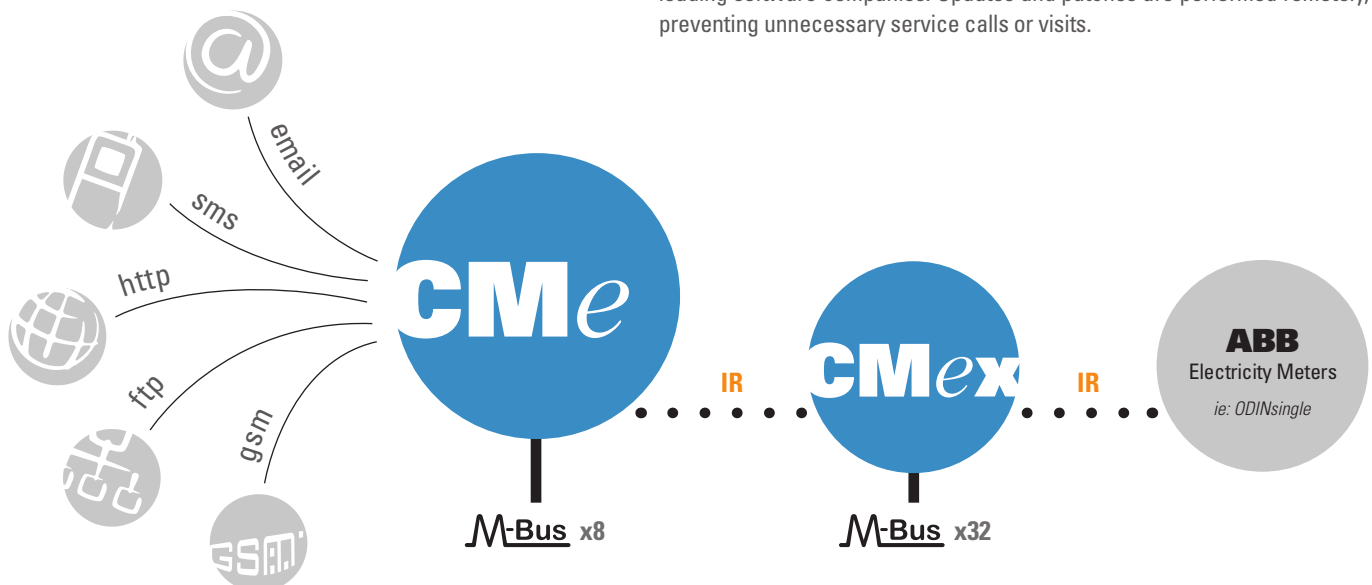 preventing unnecessary service calls or visits.
email
sms
http
ftp
gsm
GSM
CMe
IR
CMex
IR
ABB
Electricity Meters
ie: ODINsingle
M-Bus x8
M-Bus x32